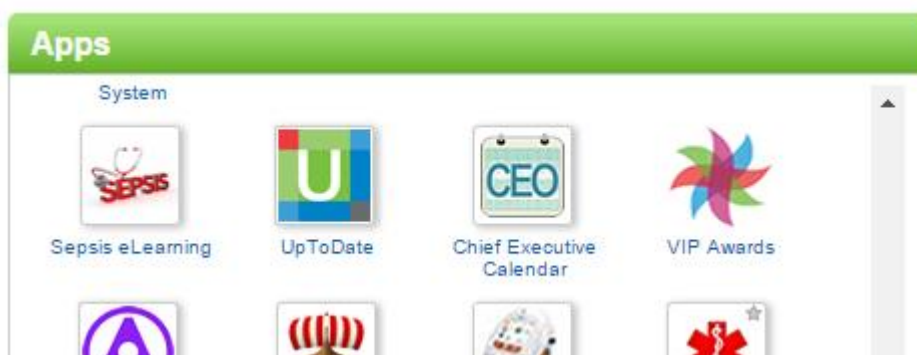 Apps
System
SEPSIS
U
CEO
Sepsis eLearning
UpToDate
Chief Executive
Calendar
VIP Awards